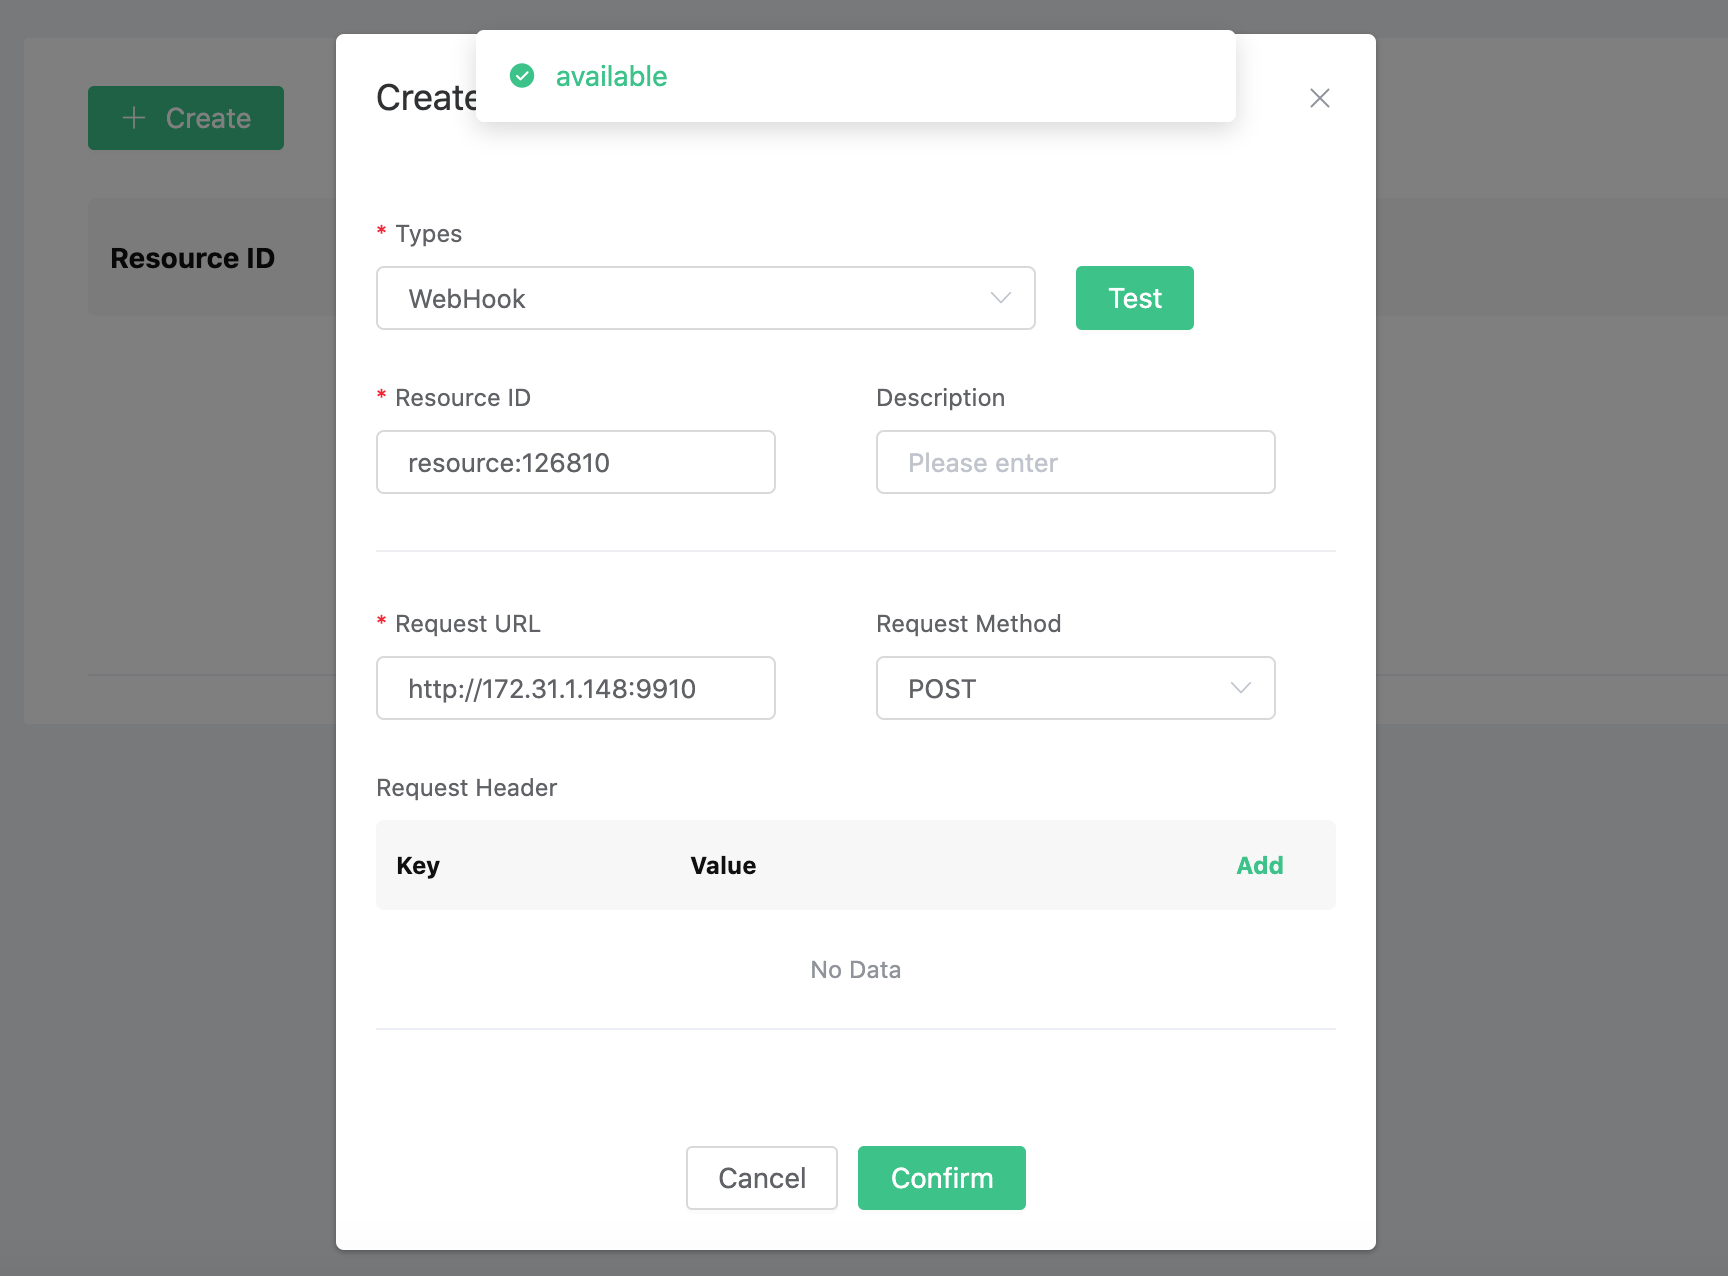 available
Create
Create
Resource ID
* Types
WebHook
Test
* Resource ID
Description
resource:126810
Please enter
* Request URL
Request Method
http://172.31.1.148:9910
POST
Request Header
Key
Value
Add
No Data
Cancel
Confirm